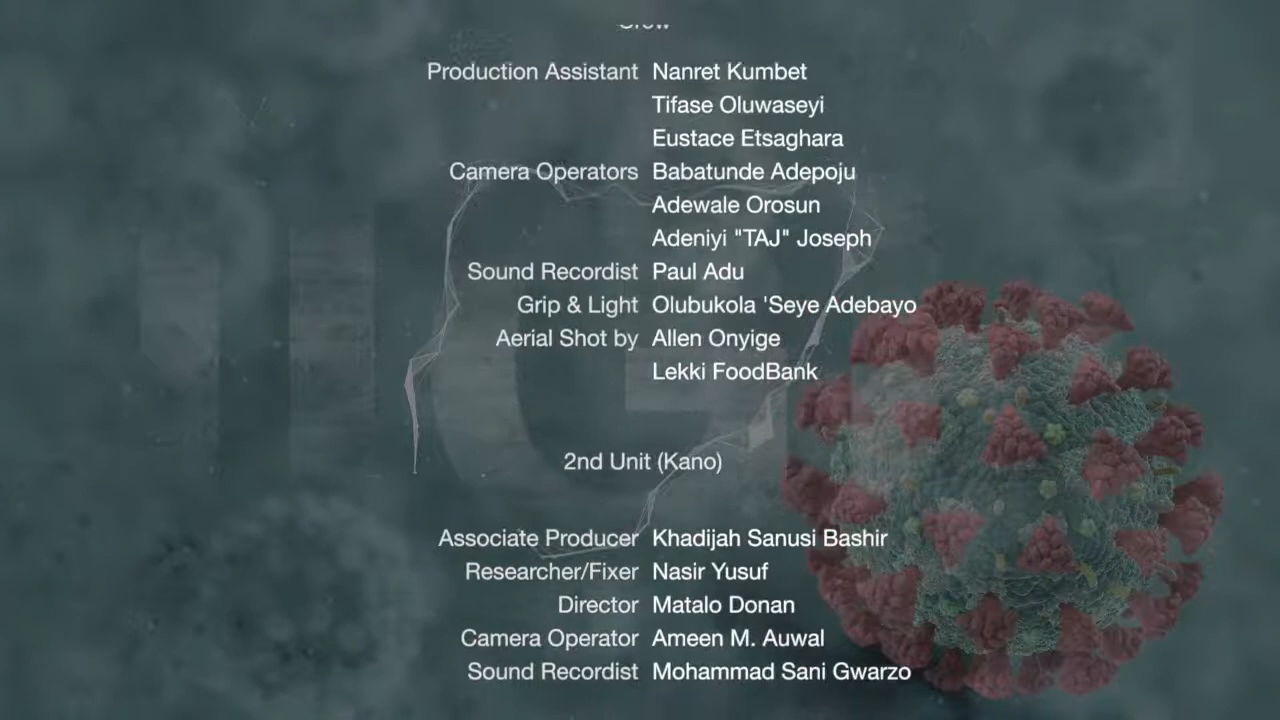 Crew
Production Assistant Nanret Kumbet
Tifase Oluwaseyi
Eustace Etsaghara
Camera Operators Babatunde Adepoju
Adewale Orosun
Adeniyi "TAJ" Joseph
Sound Recordist Paul Adu
Grip & Light Olubukola 'Seye Adebayo
Aerial Shot by Allen Onyige
Lekki FoodBank
2nd Unit (Kano)
Associate Producer Khadijah Sanusi Bashir
Researcher/Fixer Nasir Yusuf
Director Matalo Donan
Camera Operator Ameen M. Auwal
Sound Recordist Mohammad Sani Gwarzo